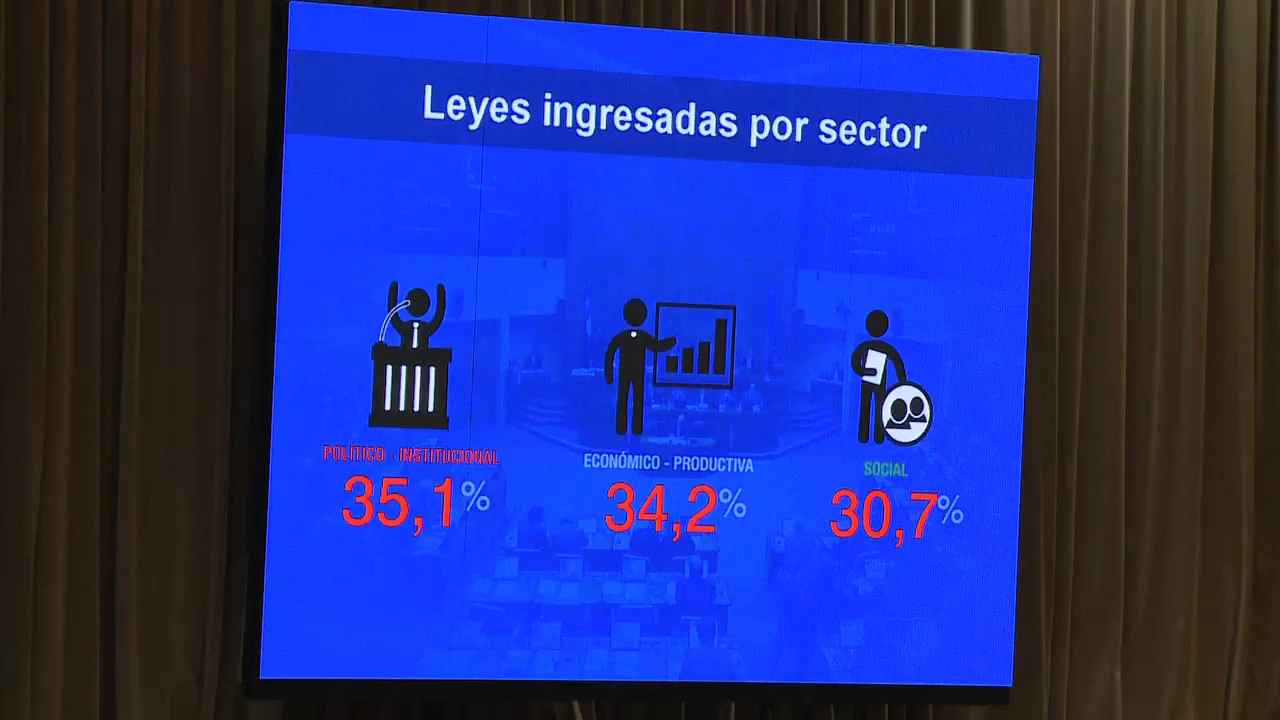 Leyes ingresadas por sector
POLÍTICO - INSTITUCIONAL
35,1%
ECONÓMICO - PRODUCTIVA
34,2%
SOCIAL
30,7%